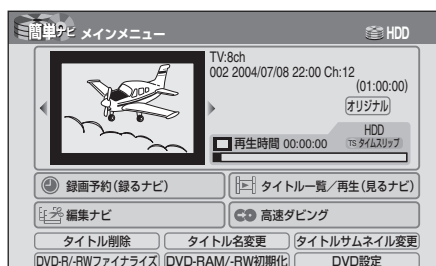 簡単ナビ メインメニュー HDD
TV:8ch
002 2004/07/08 22:00 Ch:12
(01:00:00)
オリジナル
HDD
再生時間 00:00:00 TS タイムスリップ
録画予約(録るナビ) タイトル一覧/再生(見るナビ)
編集ナビ 高速ダビング
タイトル削除 タイトル名変更 タイトルサムネイル変更
DVD-R/-RWファイナライズ DVD-RAM/-RW初期化 DVD設定